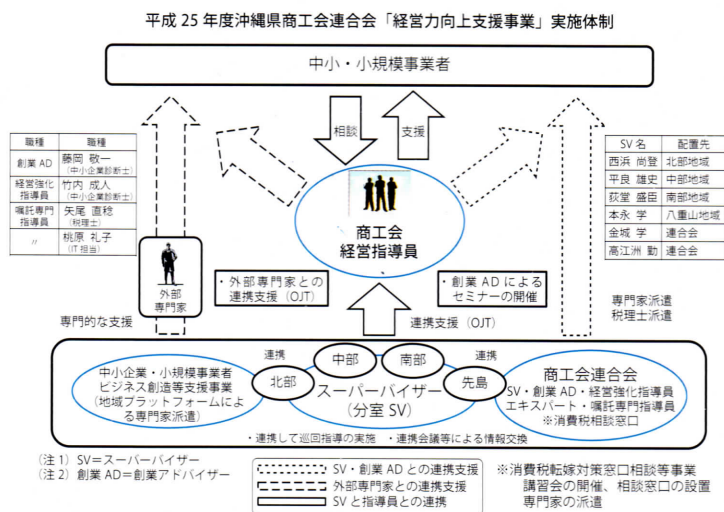 平成25年度沖縄県商工会連合会「経営力向上支援事業」実施体制
中小・小規模事業者
相談
支援
職種 職種
創業AD 藤岡 敬一
(中小企業診断士)
経営強化指導員 竹内 成人
(中小企業診断士)
嘱託専門指導員 矢尾 直稔
(税理士)
〃 桃原 礼子
(IT担当)
SV名 配置先
西浜 尚登 北部地域
平良 雄史 中部地域
荻堂 盛臣 南部地域
本永 学 八重山地域
金城 学 連合会
高江洲 勤 連合会
商工会
経営指導員
外部
専門家
専門的な支援
・外部専門家との
連携支援(OJT)
・創業ADによる
セミナーの開催
連携支援(OJT)
専門家派遣
税理士派遣
中小企業・小規模事業者
ビジネス創造等支援事業
(地域プラットフォームによ
る専門家派遣)
連携
北部
中部
南部
先島
連携
スーパーバイザー
(分室SV)
商工会連合会
SV・創業AD・経営強化指導員
エキスパート・嘱託専門指導員
※消費税相談窓口
・連携して巡回指導の実施 ・連携会議等による情報交換
(注1)SV=スーパーバイザー
(注2)創業AD=創業アドバイザー
SV・創業ADとの連携支援
外部専門家との連携支援
SVと指導員との連携
※消費税転嫁対策窓口相談等事業
講習会の開催、相談窓口の設置
専門家の派遣